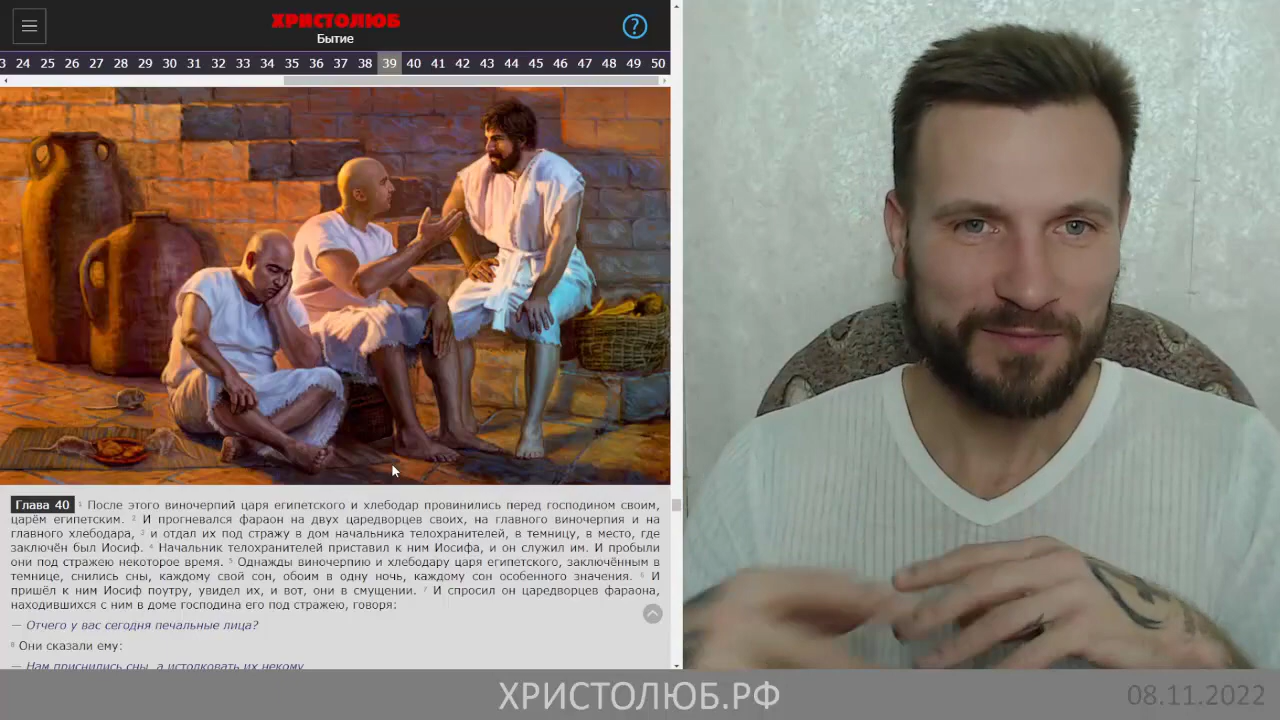 ХРИСТОЛЮБ
Бытие
3 24 25 26 27 28 29 30 31 32 33 34 35 36 37 38 39 40 41 42 43 44 45 46 47 48 49 50
Глава 40 1 После этого виночерпий царя египетского и хлебодар провинились перед господином своим,
царём египетским. 2 И прогневался фараон на двух царедворцев своих, на главного виночерпия и на
главного хлебодара, 3 и отдал их под стражу в дом начальника телохранителей, в темницу, в место, где
заключён был Иосиф. 4 Начальник телохранителей приставил к ним Иосифа, и он служил им. И пробыли
они под стражею некоторое время. 5 Однажды виночерпию и хлебодару царя египетского, заключённым в
темнице, снились сны, каждому свой сон, обоим в одну ночь, каждому сон особенного значения. 6 И
пришёл к ним Иосиф поутру, увидел их, и вот, они в смущении. 7 И спросил он царедворцев фараона,
находившихся с ним в доме господина его под стражею, говоря:
— Отчего у вас сегодня печальные лица?
8 Они сказали ему:
— Нам приснились сны, а истолковать их некому
ХРИСТОЛЮБ.РФ
08.11.2022